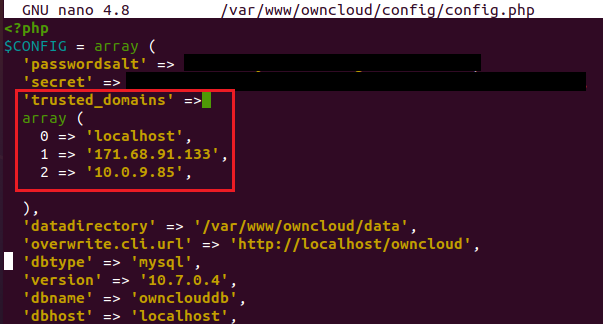 GNU nano 4.8 /var/www/owncloud/config/config.php
<?php
$CONFIG = array (
'passwordsalt' =>
'secret' =>
'trusted_domains' =>
array (
0 => 'localhost',
1 => '171.68.91.133',
2 => '10.0.9.85',
),
'datadirectory' => '/var/www/owncloud/data',
'overwrite.cli.url' => 'http://localhost/owncloud',
'dbtype' => 'mysql',
'version' => '10.7.0.4',
'dbname' => 'ownclouddb',
'dbhost' => 'localhost',